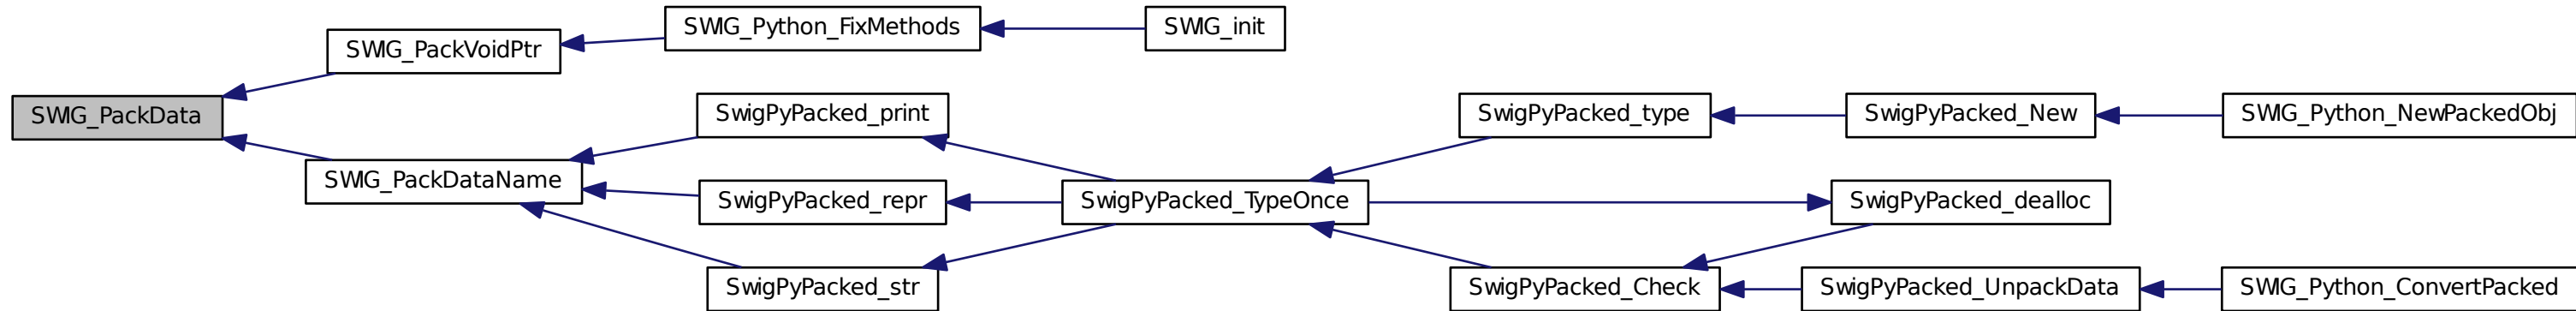 SWIG_PackData
SWIG_PackVoidPtr
SWIG_Python_FixMethods
SWIG_init
SWIG_PackDataName
SwigPyPacked_print
SwigPyPacked_repr
SwigPyPacked_str
SwigPyPacked_TypeOnce
SwigPyPacked_type
SwigPyPacked_New
SWIG_Python_NewPackedObj
SwigPyPacked_dealloc
SwigPyPacked_Check
SwigPyPacked_UnpackData
SWIG_Python_ConvertPacked